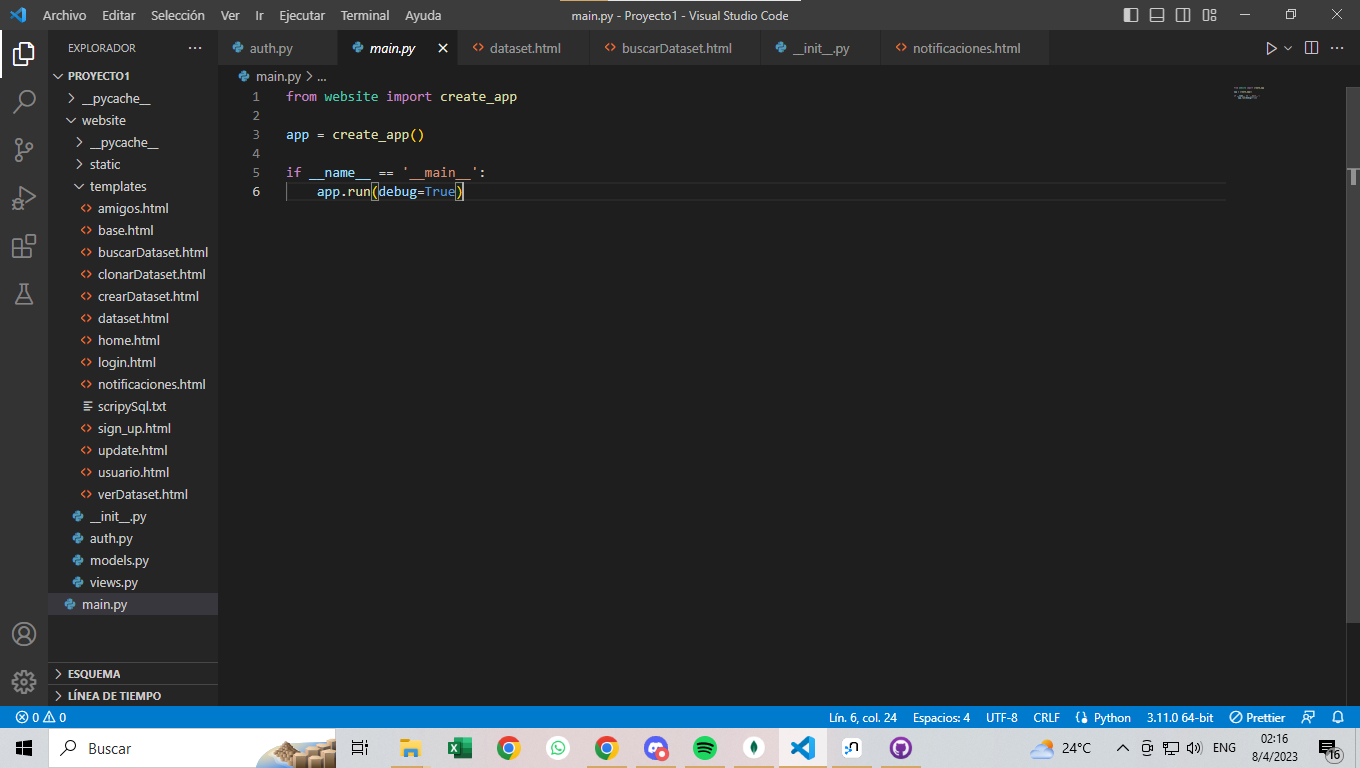 Archivo Editar Selección Ver Ir Ejecutar Terminal Ayuda
main.py - Proyecto1 - Visual Studio Code
EXPLORADOR
PROYECTO1
__pycache__
website
__pycache__
static
templates
amigos.html
base.html
buscarDataset.html
clonarDataset.html
crearDataset.html
dataset.html
home.html
login.html
notificaciones.html
scripySql.txt
sign_up.html
update.html
usuario.html
verDataset.html
__init__.py
auth.py
models.py
views.py
main.py
ESQUEMA
LÍNEA DE TIEMPO
auth.py main.py dataset.html buscarDataset.html __init__.py notificaciones.html
main.py > ...
1 from website import create_app
2
3 app = create_app()
4
5 if __name__ == '__main__':
6 app.run(debug=True)
0 0 Lín. 6, col. 24 Espacios: 4 UTF-8 CRLF Python 3.11.0 64-bit Prettier
Buscar
24°C ENG
02:16
8/4/2023
16